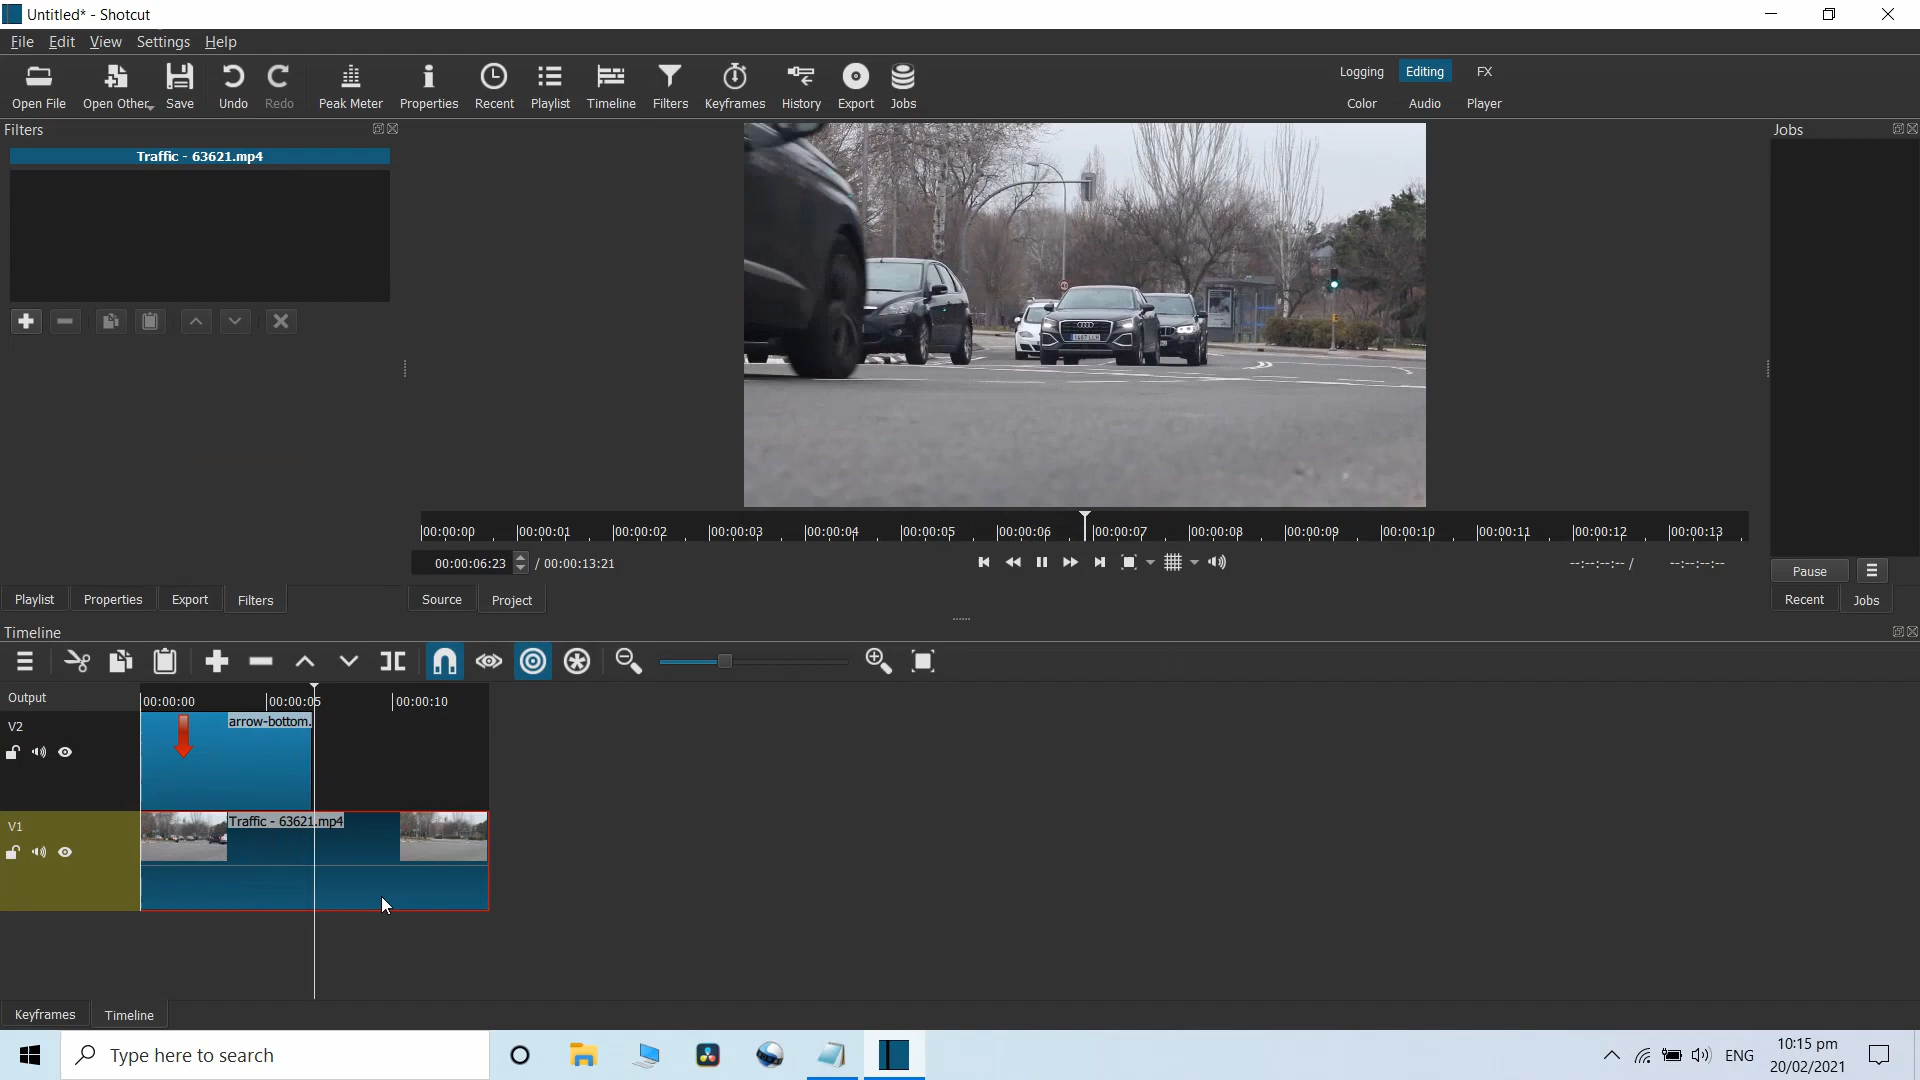 Untitled* - Shotcut
File Edit View Settings Help
Open File Open Other Save Undo Redo Peak Meter Properties Recent Playlist Timeline Filters Keyframes History Export Jobs
Logging Editing FX
Color Audio Player
Filters
Jobs
Traffic - 63621.mp4
00:00:00 00:00:01 00:00:02 00:00:03 00:00:04 00:00:05 00:00:06 00:00:07 00:00:08 00:00:09 00:00:10 00:00:11 00:00:12 00:00:13
00:00:06:23 / 00:00:13:21
--:--:--:-- / --:--:--:--
Pause
Playlist Properties Export Filters
Source Project
Recent Jobs
Timeline
Output
00:00:00 00:00:05 00:00:10
V2
arrow-bottom.
V1
Traffic - 63621.mp4
Keyframes Timeline
Type here to search
ENG
10:15 pm
20/02/2021